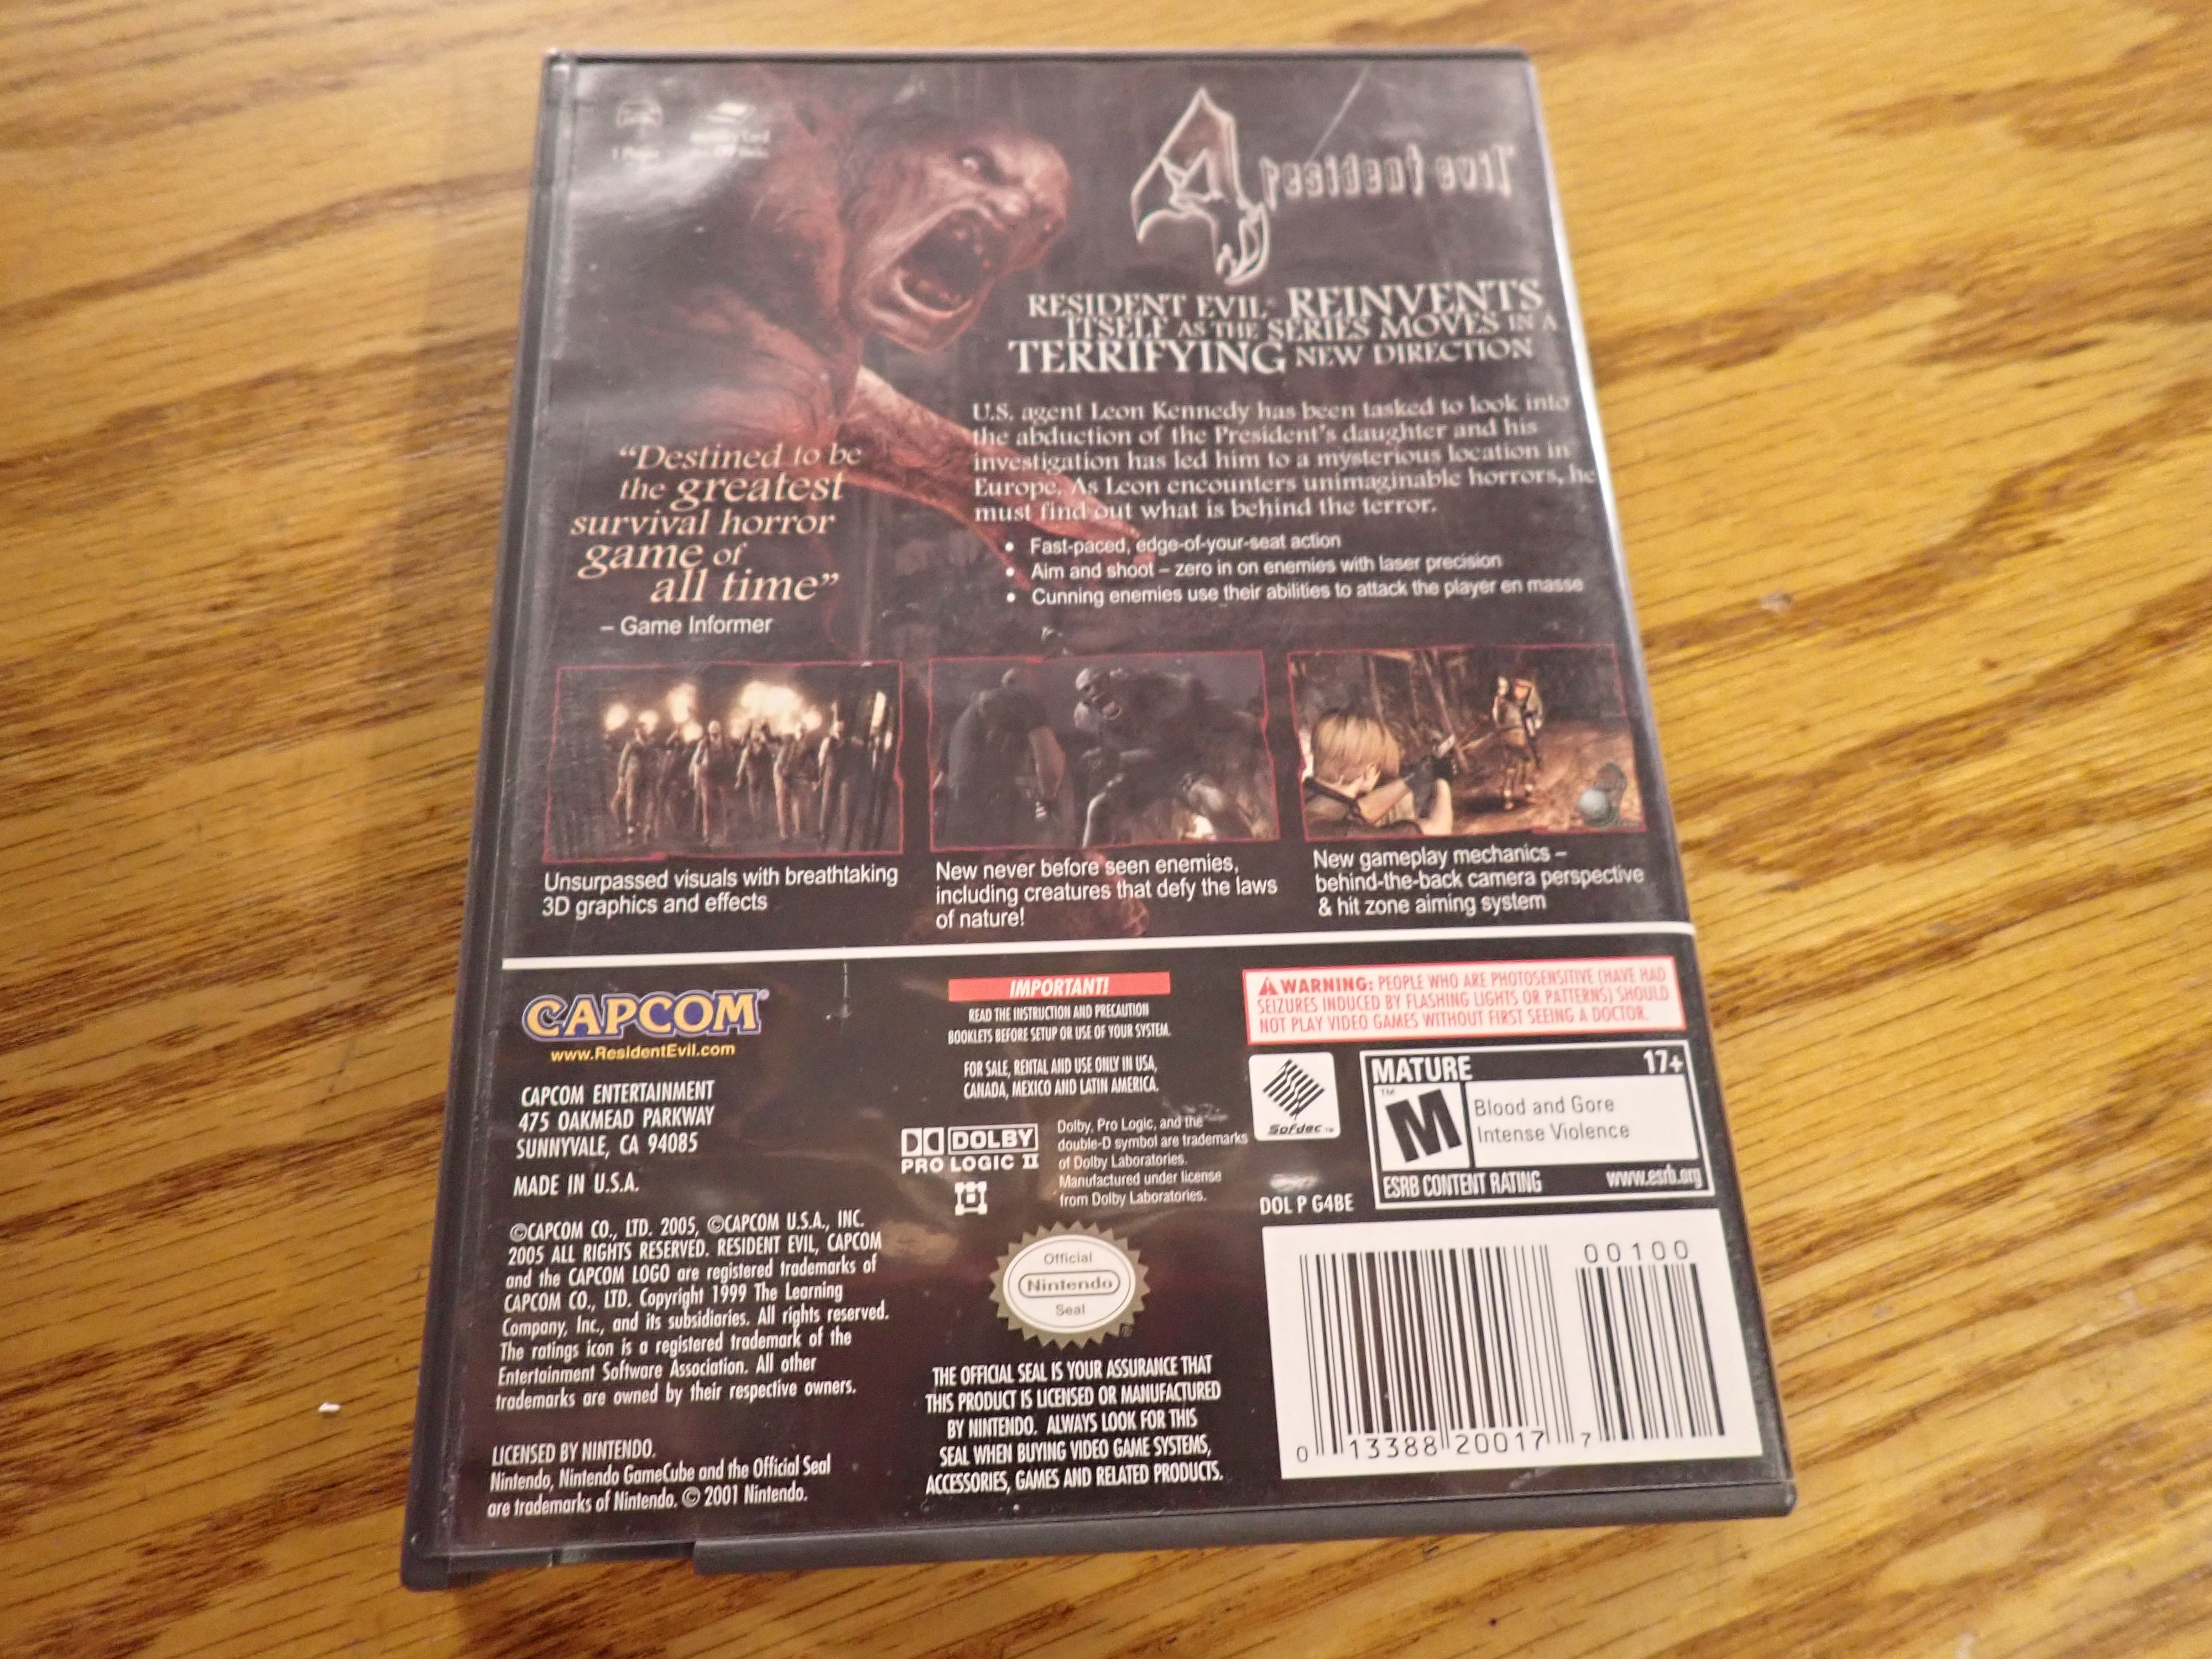 4 resident evil
RESIDENT EVIL® REINVENTS
ITSELF AS THE SERIES MOVES IN A
TERRIFYING NEW DIRECTION
U.S. agent Leon Kennedy has been tasked to look into
the abduction of the President's daughter and his
investigation has led him to a mysterious location in
Europe. As Leon encounters unimaginable horrors, he
must find out what is behind the terror.
• Fast-paced, edge-of-your-seat action
• Aim and shoot – zero in on enemies with laser precision
• Cunning enemies use their abilities to attack the player en masse
“Destined to be
the greatest
survival horror
game of
all time”
– Game Informer
Unsurpassed visuals with breathtaking
3D graphics and effects
New never before seen enemies,
including creatures that defy the laws
of nature!
New gameplay mechanics –
behind-the-back camera perspective
& hit zone aiming system
CAPCOM®
www.ResidentEvil.com
CAPCOM ENTERTAINMENT
475 OAKMEAD PARKWAY
SUNNYVALE, CA 94085
MADE IN U.S.A.
©CAPCOM CO., LTD. 2005, ©CAPCOM U.S.A., INC.
2005 ALL RIGHTS RESERVED. RESIDENT EVIL, CAPCOM
and the CAPCOM LOGO are registered trademarks of
CAPCOM CO., LTD. Copyright 1999 The Learning
Company, Inc., and its subsidiaries. All rights reserved.
The ratings icon is a registered trademark of the
Entertainment Software Association. All other
trademarks are owned by their respective owners.
LICENSED BY NINTENDO.
Nintendo, Nintendo GameCube and the Official Seal
are trademarks of Nintendo. © 2001 Nintendo.
IMPORTANT!
READ THE INSTRUCTION AND PRECAUTION
BOOKLETS BEFORE SETUP OR USE OF YOUR SYSTEM.
FOR SALE, RENTAL AND USE ONLY IN USA,
CANADA, MEXICO AND LATIN AMERICA.
DOLBY
PRO LOGIC II
Dolby, Pro Logic, and the
double-D symbol are trademarks
of Dolby Laboratories.
Manufactured under license
from Dolby Laboratories.
Official
Nintendo
Seal
®
THE OFFICIAL SEAL IS YOUR ASSURANCE THAT
THIS PRODUCT IS LICENSED OR MANUFACTURED
BY NINTENDO. ALWAYS LOOK FOR THIS
SEAL WHEN BUYING VIDEO GAME SYSTEMS,
ACCESSORIES, GAMES AND RELATED PRODUCTS.
WARNING: PEOPLE WHO ARE PHOTOSENSITIVE (HAVE HAD
SEIZURES INDUCED BY FLASHING LIGHTS OR PATTERNS) SHOULD
NOT PLAY VIDEO GAMES WITHOUT FIRST SEEING A DOCTOR.
Sofdec™
MATURE 17+
M™
Blood and Gore
Intense Violence
ESRB CONTENT RATING www.esrb.org
DOL P G4BE
00100
0 13388 20017 7